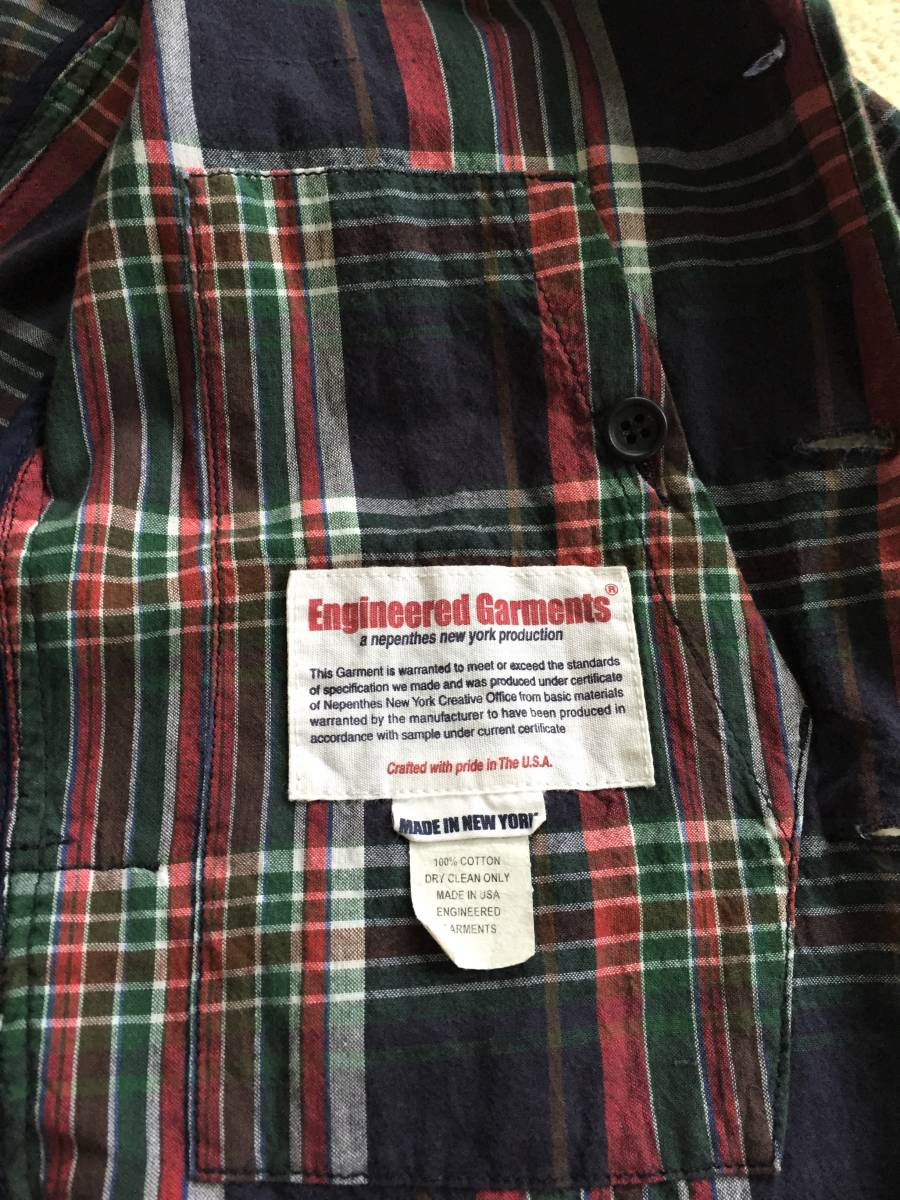 Engineered Garments®
a nepenthes new york production
This Garment is warranted to meet or exceed the standards
of specification we made and was produced under certificate
of Nepenthes New York Creative Office from basic materials
warranted by the manufacturer to have been produced in
accordance with sample under current certificate
Crafted with pride in The U.S.A.
MADE IN NEW YORK
100% COTTON
DRY CLEAN ONLY
MADE IN USA
ENGINEERED
ARMENTS